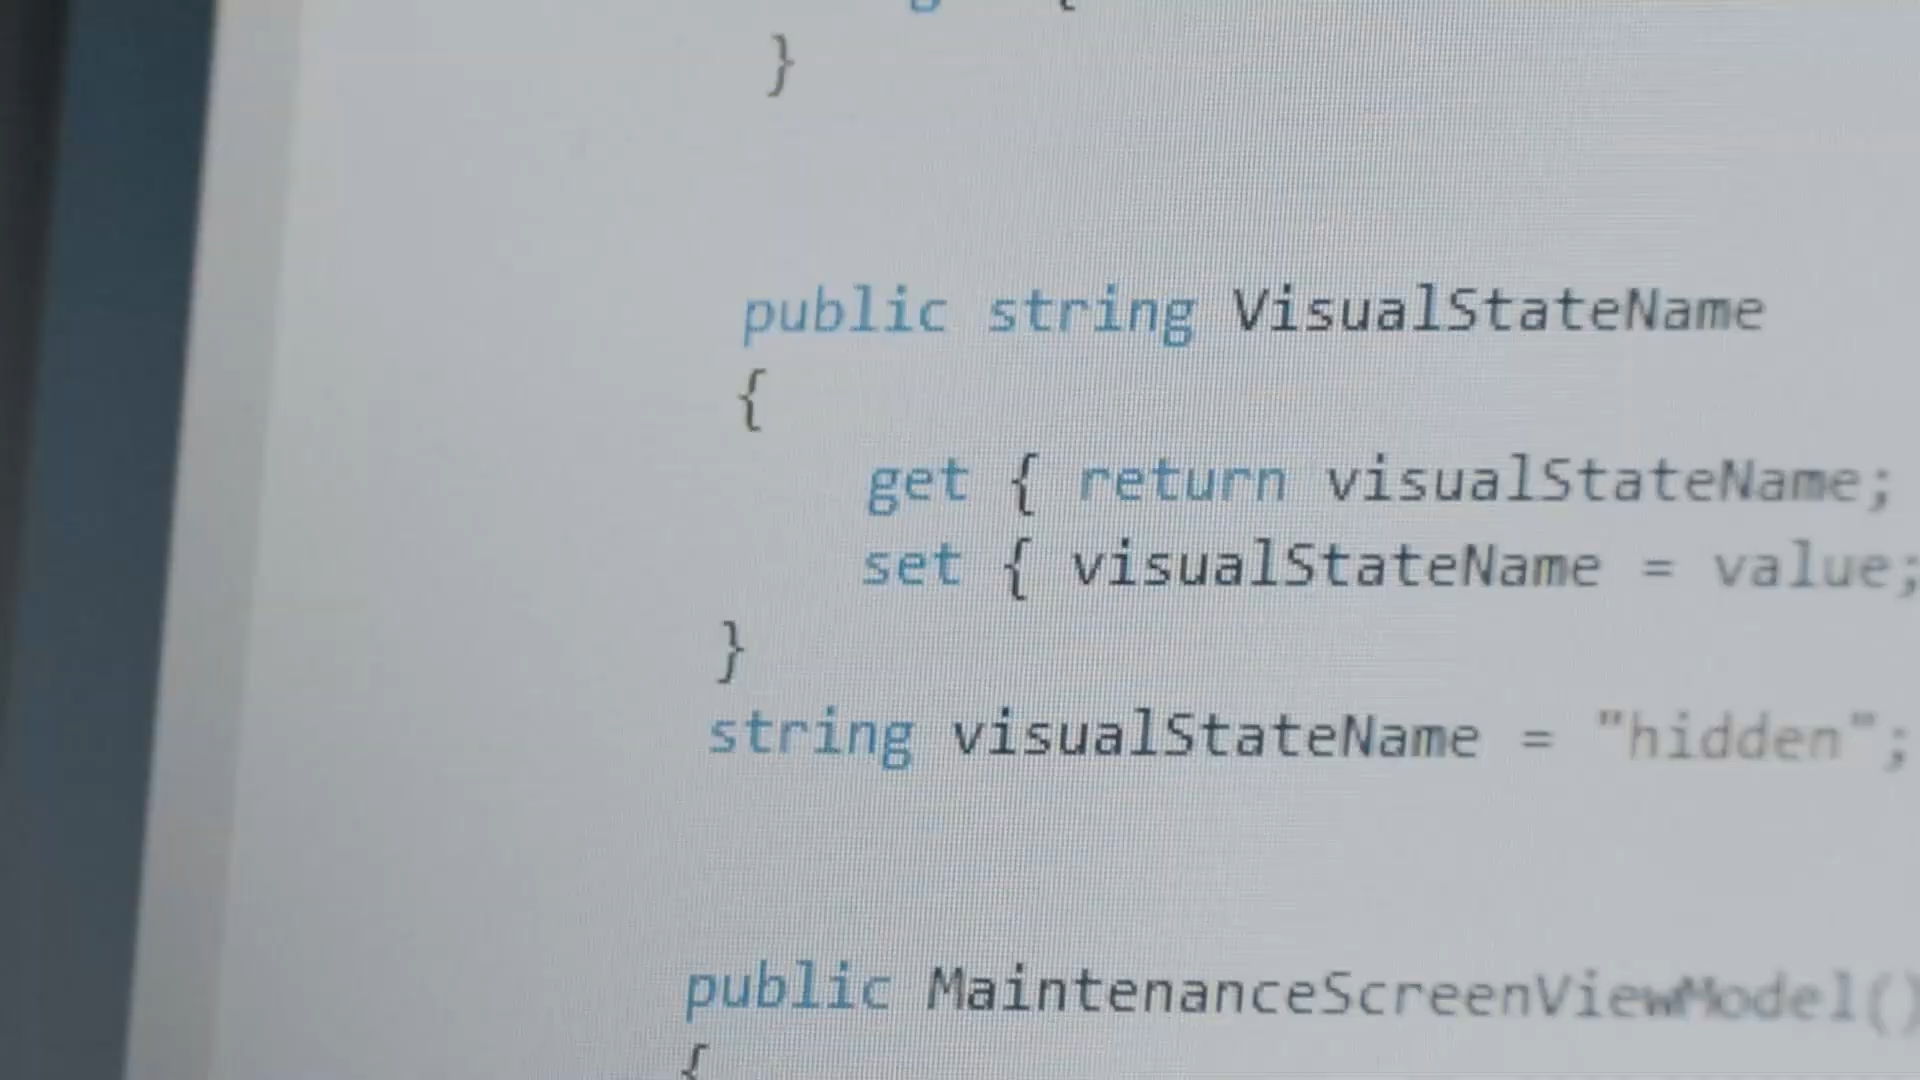 }
public string VisualStateName
{
get { return visualStateName;
set { visualStateName = value;
}
string visualStateName = "hidden";
public MaintenanceScreenViewModel()
{